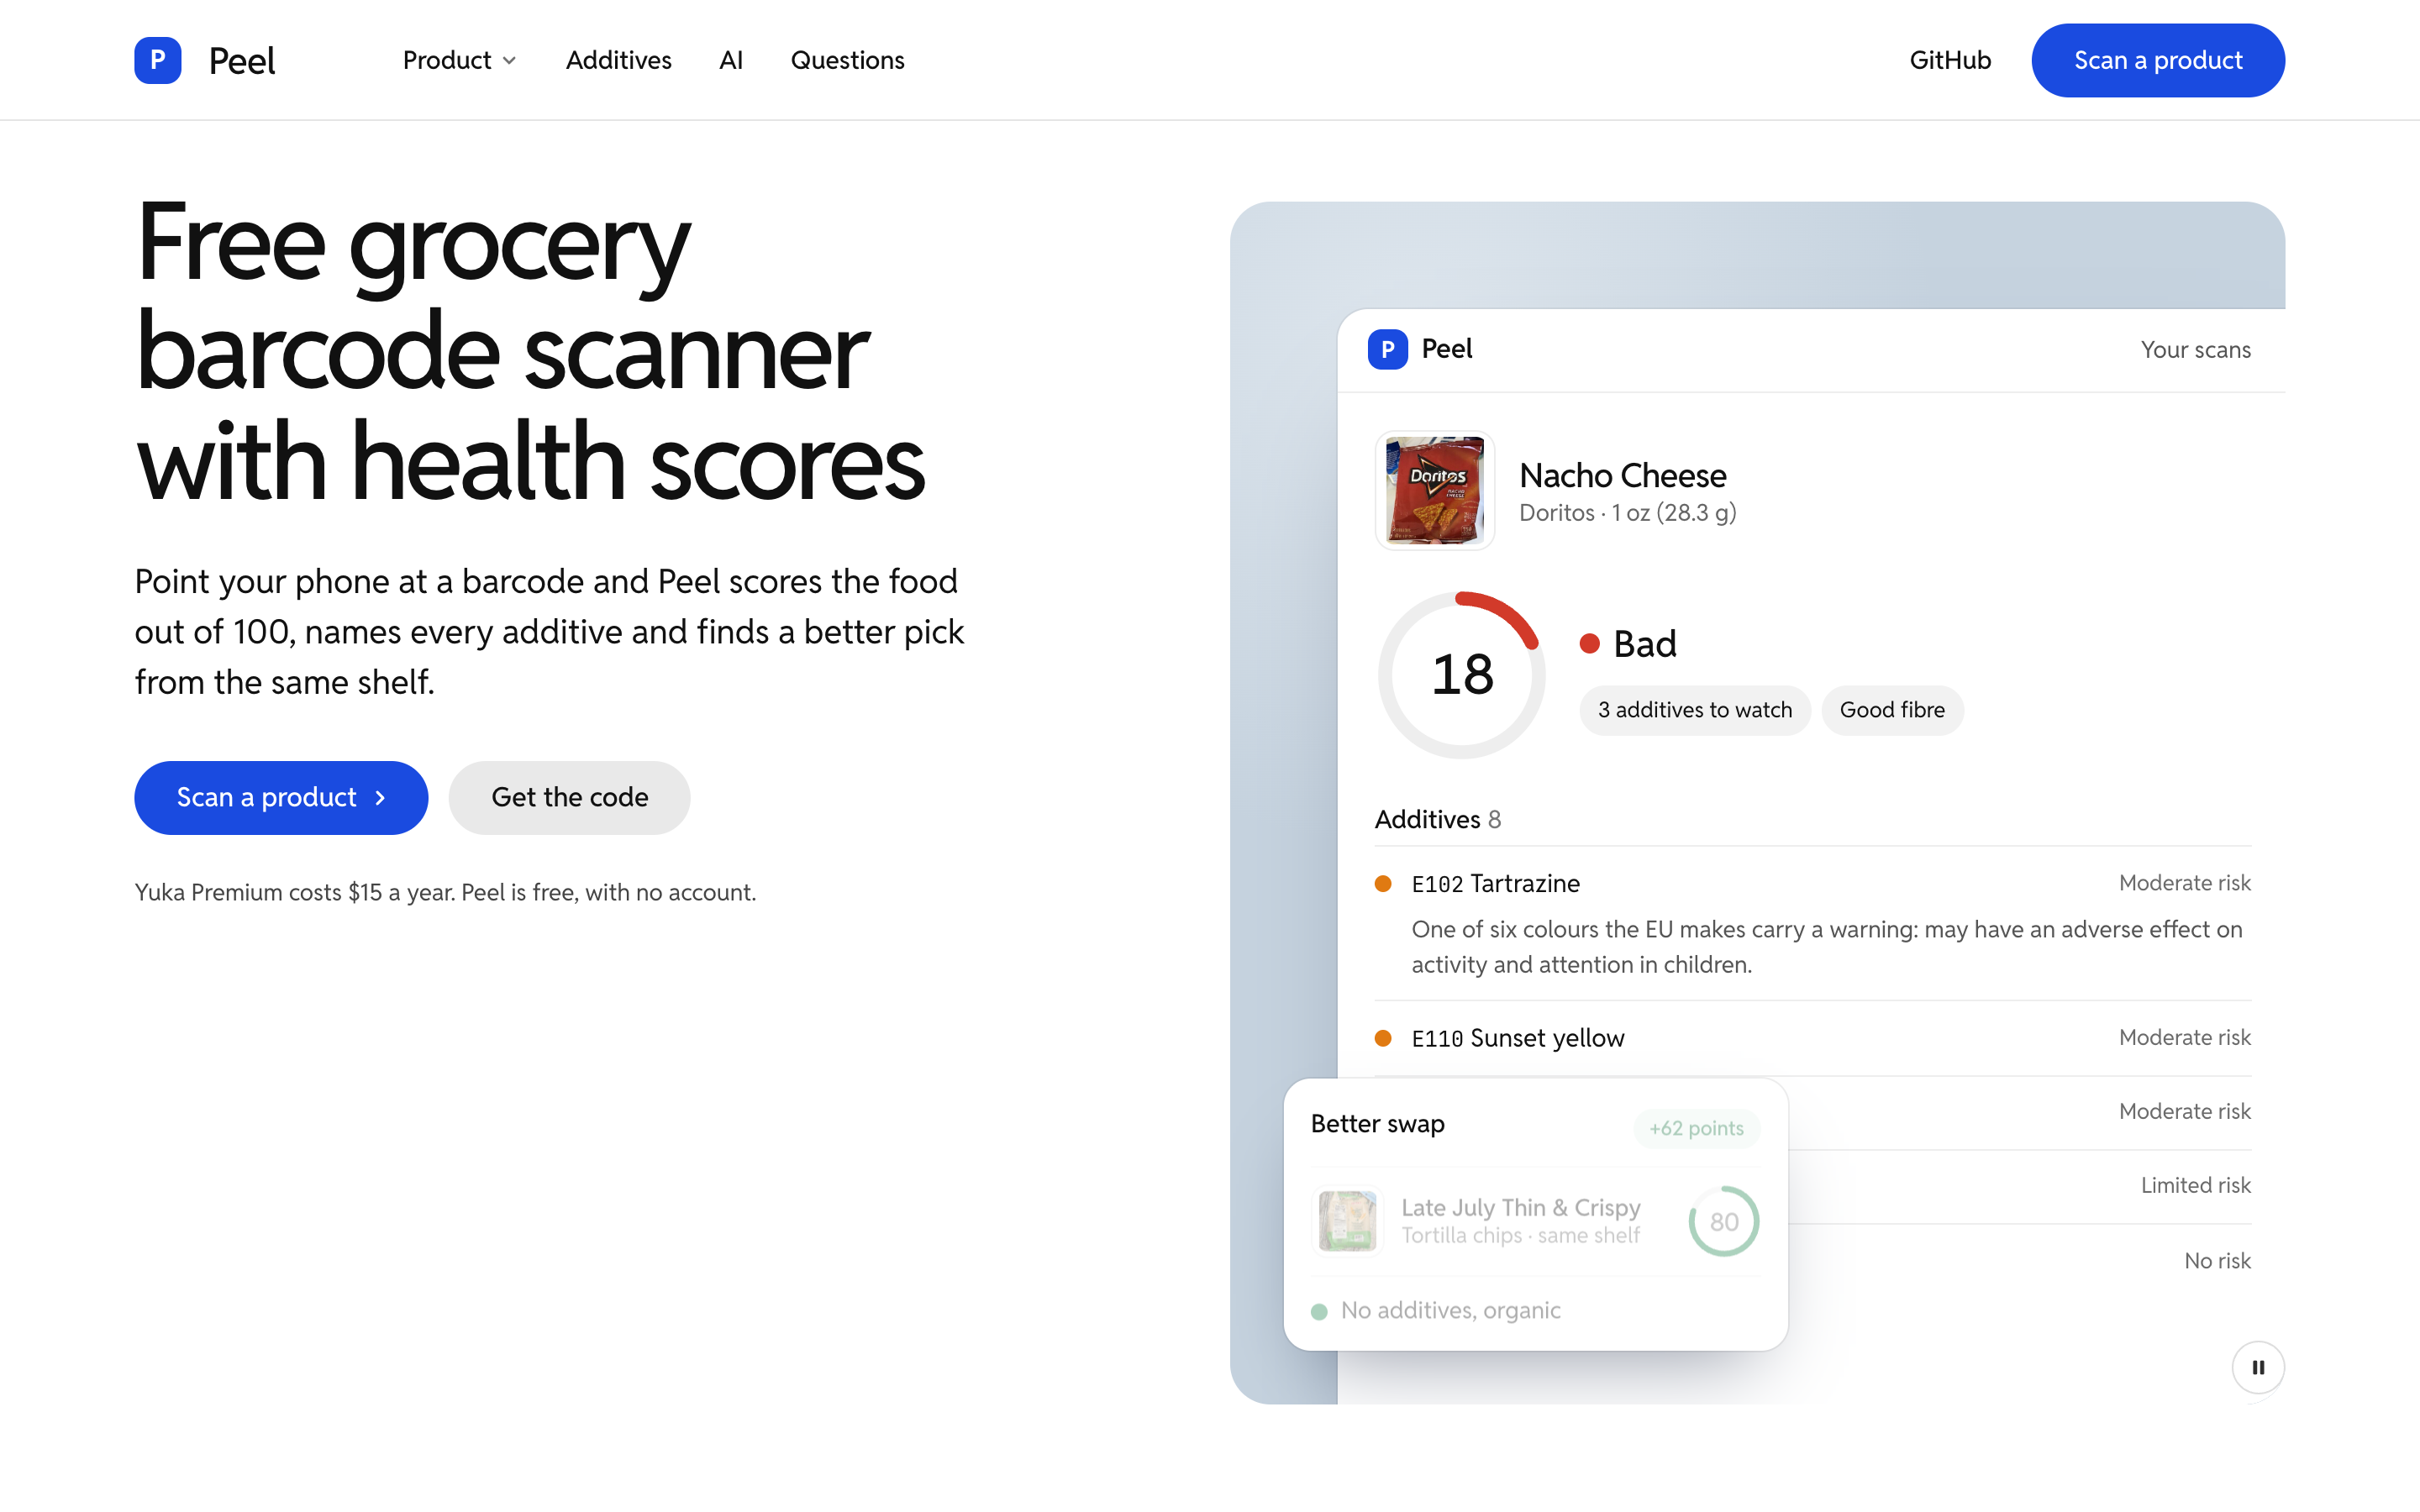 P Peel
Product
Additives
AI
Questions
GitHub
Scan a product
Free grocery
barcode scanner
with health scores
Point your phone at a barcode and Peel scores the food
out of 100, names every additive and finds a better pick
from the same shelf.
Scan a product
Get the code
Yuka Premium costs $15 a year. Peel is free, with no account.
P Peel
Your scans
Doritos
NACHO
CHEESE
Nacho Cheese
Doritos · 1 oz (28.3 g)
18
Bad
3 additives to watch
Good fibre
Additives 8
E102 Tartrazine
Moderate risk
One of six colours the EU makes carry a warning: may have an adverse effect on
activity and attention in children.
E110 Sunset yellow
Moderate risk
Moderate risk
Limited risk
No risk
Better swap
+62 points
Late July Thin & Crispy
Tortilla chips · same shelf
80
No additives, organic